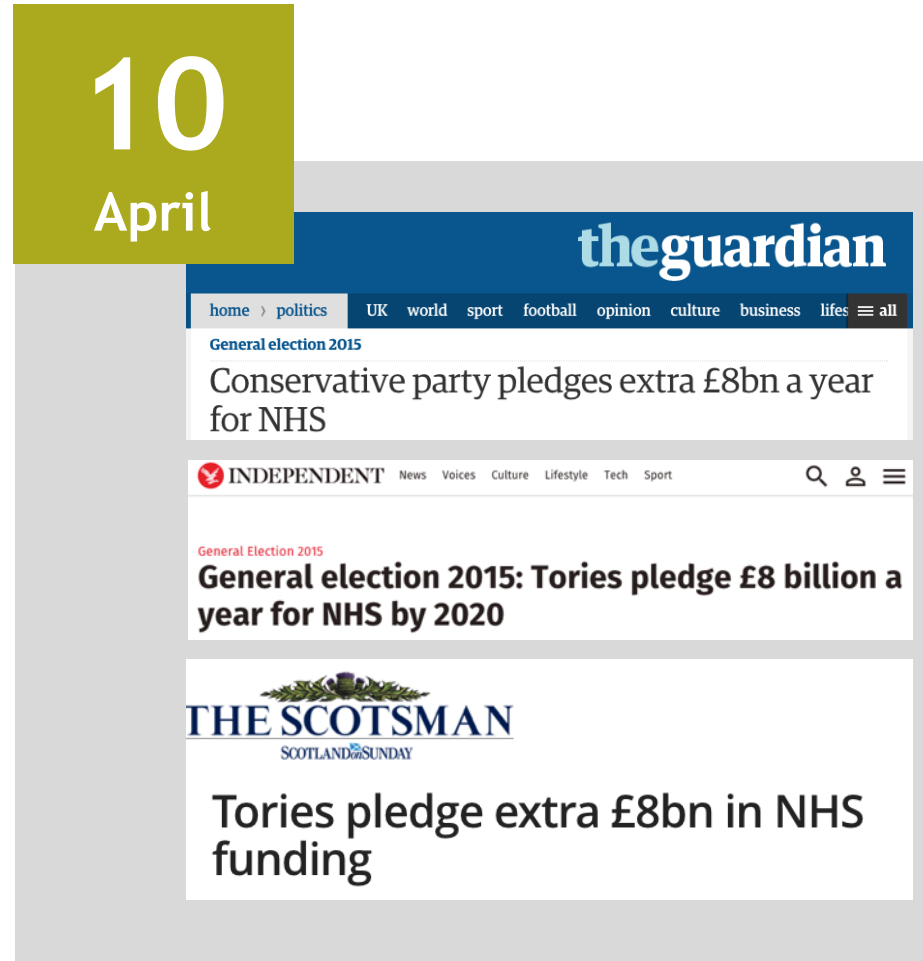 10
April
theguardian
home › politics UK world sport football opinion culture business lifes ≡ all
General election 2015
Conservative party pledges extra £8bn a year
for NHS
INDEPENDENT News Voices Culture Lifestyle Tech Sport
General Election 2015
General election 2015: Tories pledge £8 billion a
year for NHS by 2020
THE SCOTSMAN
SCOTLAND on SUNDAY
Tories pledge extra £8bn in NHS
funding